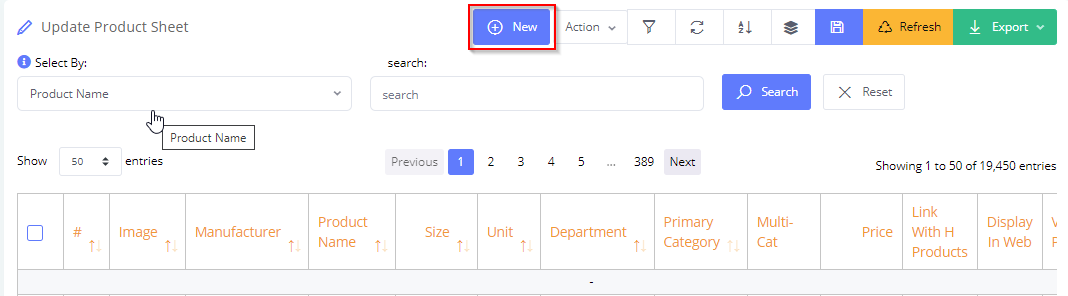 Update Product Sheet
New
Action
Refresh
Export
Select By:
search:
Product Name
search
Search
Reset
Product Name
Show 50 entries
Previous 1 2 3 4 5 ... 389 Next
Showing 1 to 50 of 19,450 entries
#
Image
Manufacturer
Product
Name
Size
Unit
Department
Primary
Category
Multi-
Cat
Price
Link
With H
Products
Display
In Web
-